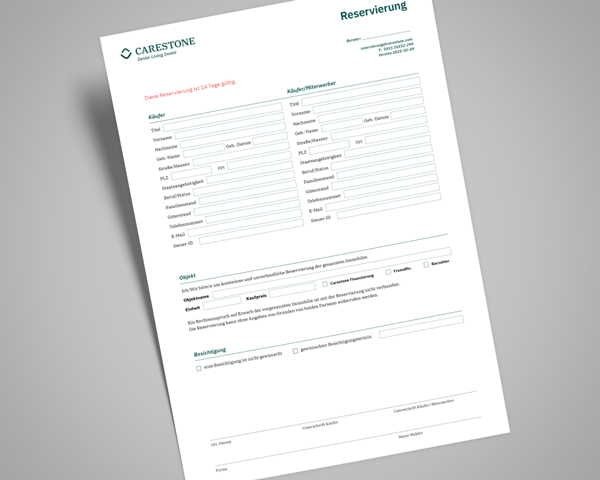 Reservierung
CARESTONE
Senior Living Invest
Berater:
reservierung@carestone.com
Version 2021-02-09
Diese Reservierung ist 14 Tage gültig.
Käufer
Titel
Vorname
Nachname
Geb.-Name Geb. Datum
Straße/Hausnr.
PLZ Ort
Staatsangehörigkeit
Beruf/Status
Familienstand
Güterstand
Telefonnummer
E-Mail
Steuer-ID
Käufer/Miterwerber
Titel
Vorname
Nachname
Geb.-Name Geb. Datum
Straße/Hausnr.
PLZ Ort
Staatsangehörigkeit
Beruf/Status
Familienstand
Güterstand
Telefonnummer
E-Mail
Steuer-ID
Objekt
Ich/Wir bitte/n um kostenlose und unverbindliche Reservierung der genannten Immobilie:
Objektname
Einheit Kaufpreis Carestone Finanzierung Fremdfin. Barzahler
Ein Rechtsanspruch auf Erwerb der vorgenannten Immobilie ist mit der Reservierung nicht verbunden.
Die Reservierung kann ohne Angaben von Gründen von beiden Parteien widerrufen werden.
Besichtigung
eine Besichtigung ist nicht gewünscht gewünschter Besichtigungstermin
Ort, Datum Unterschrift Käufer Unterschrift Käufer/Miterwerber
Firma Name Makler